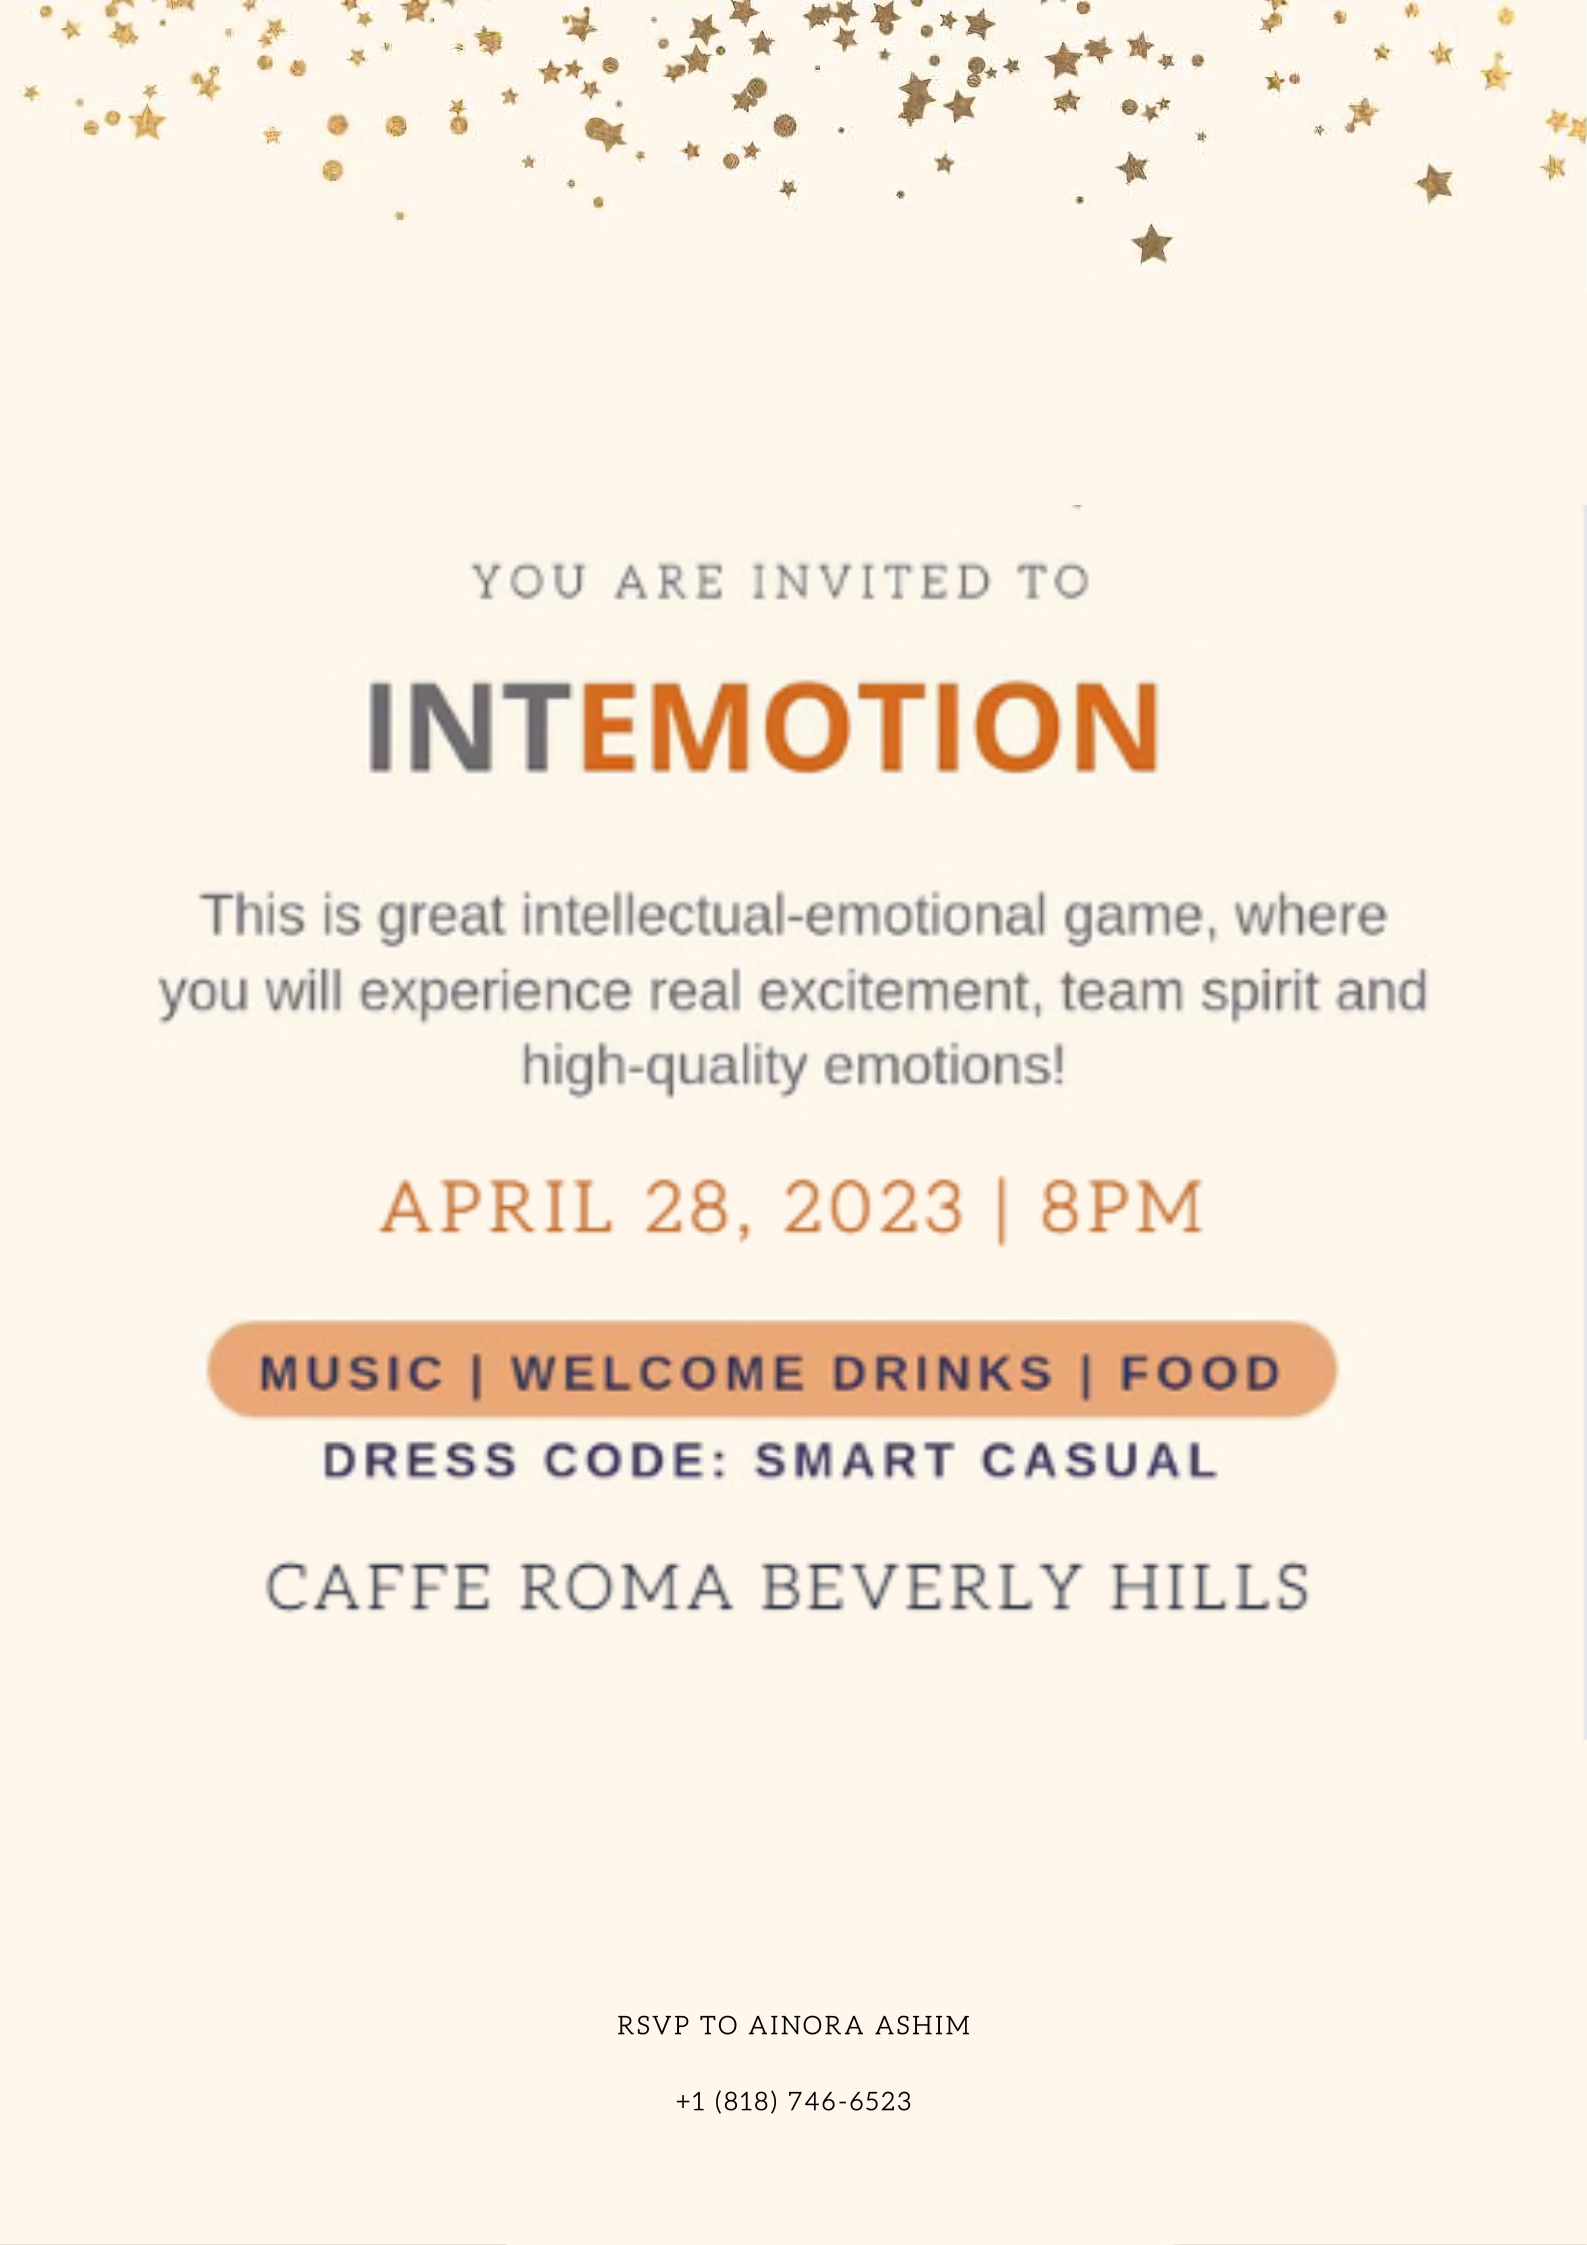 YOU ARE INVITED TO
INTEMOTION
This is great intellectual-emotional game, where
you will experience real excitement, team spirit and
high-quality emotions!
APRIL 28, 2023 | 8PM
MUSIC | WELCOME DRINKS | FOOD
DRESS CODE: SMART CASUAL
CAFFE ROMA BEVERLY HILLS
RSVP TO AINORA ASHIM
+1 (818) 746-6523